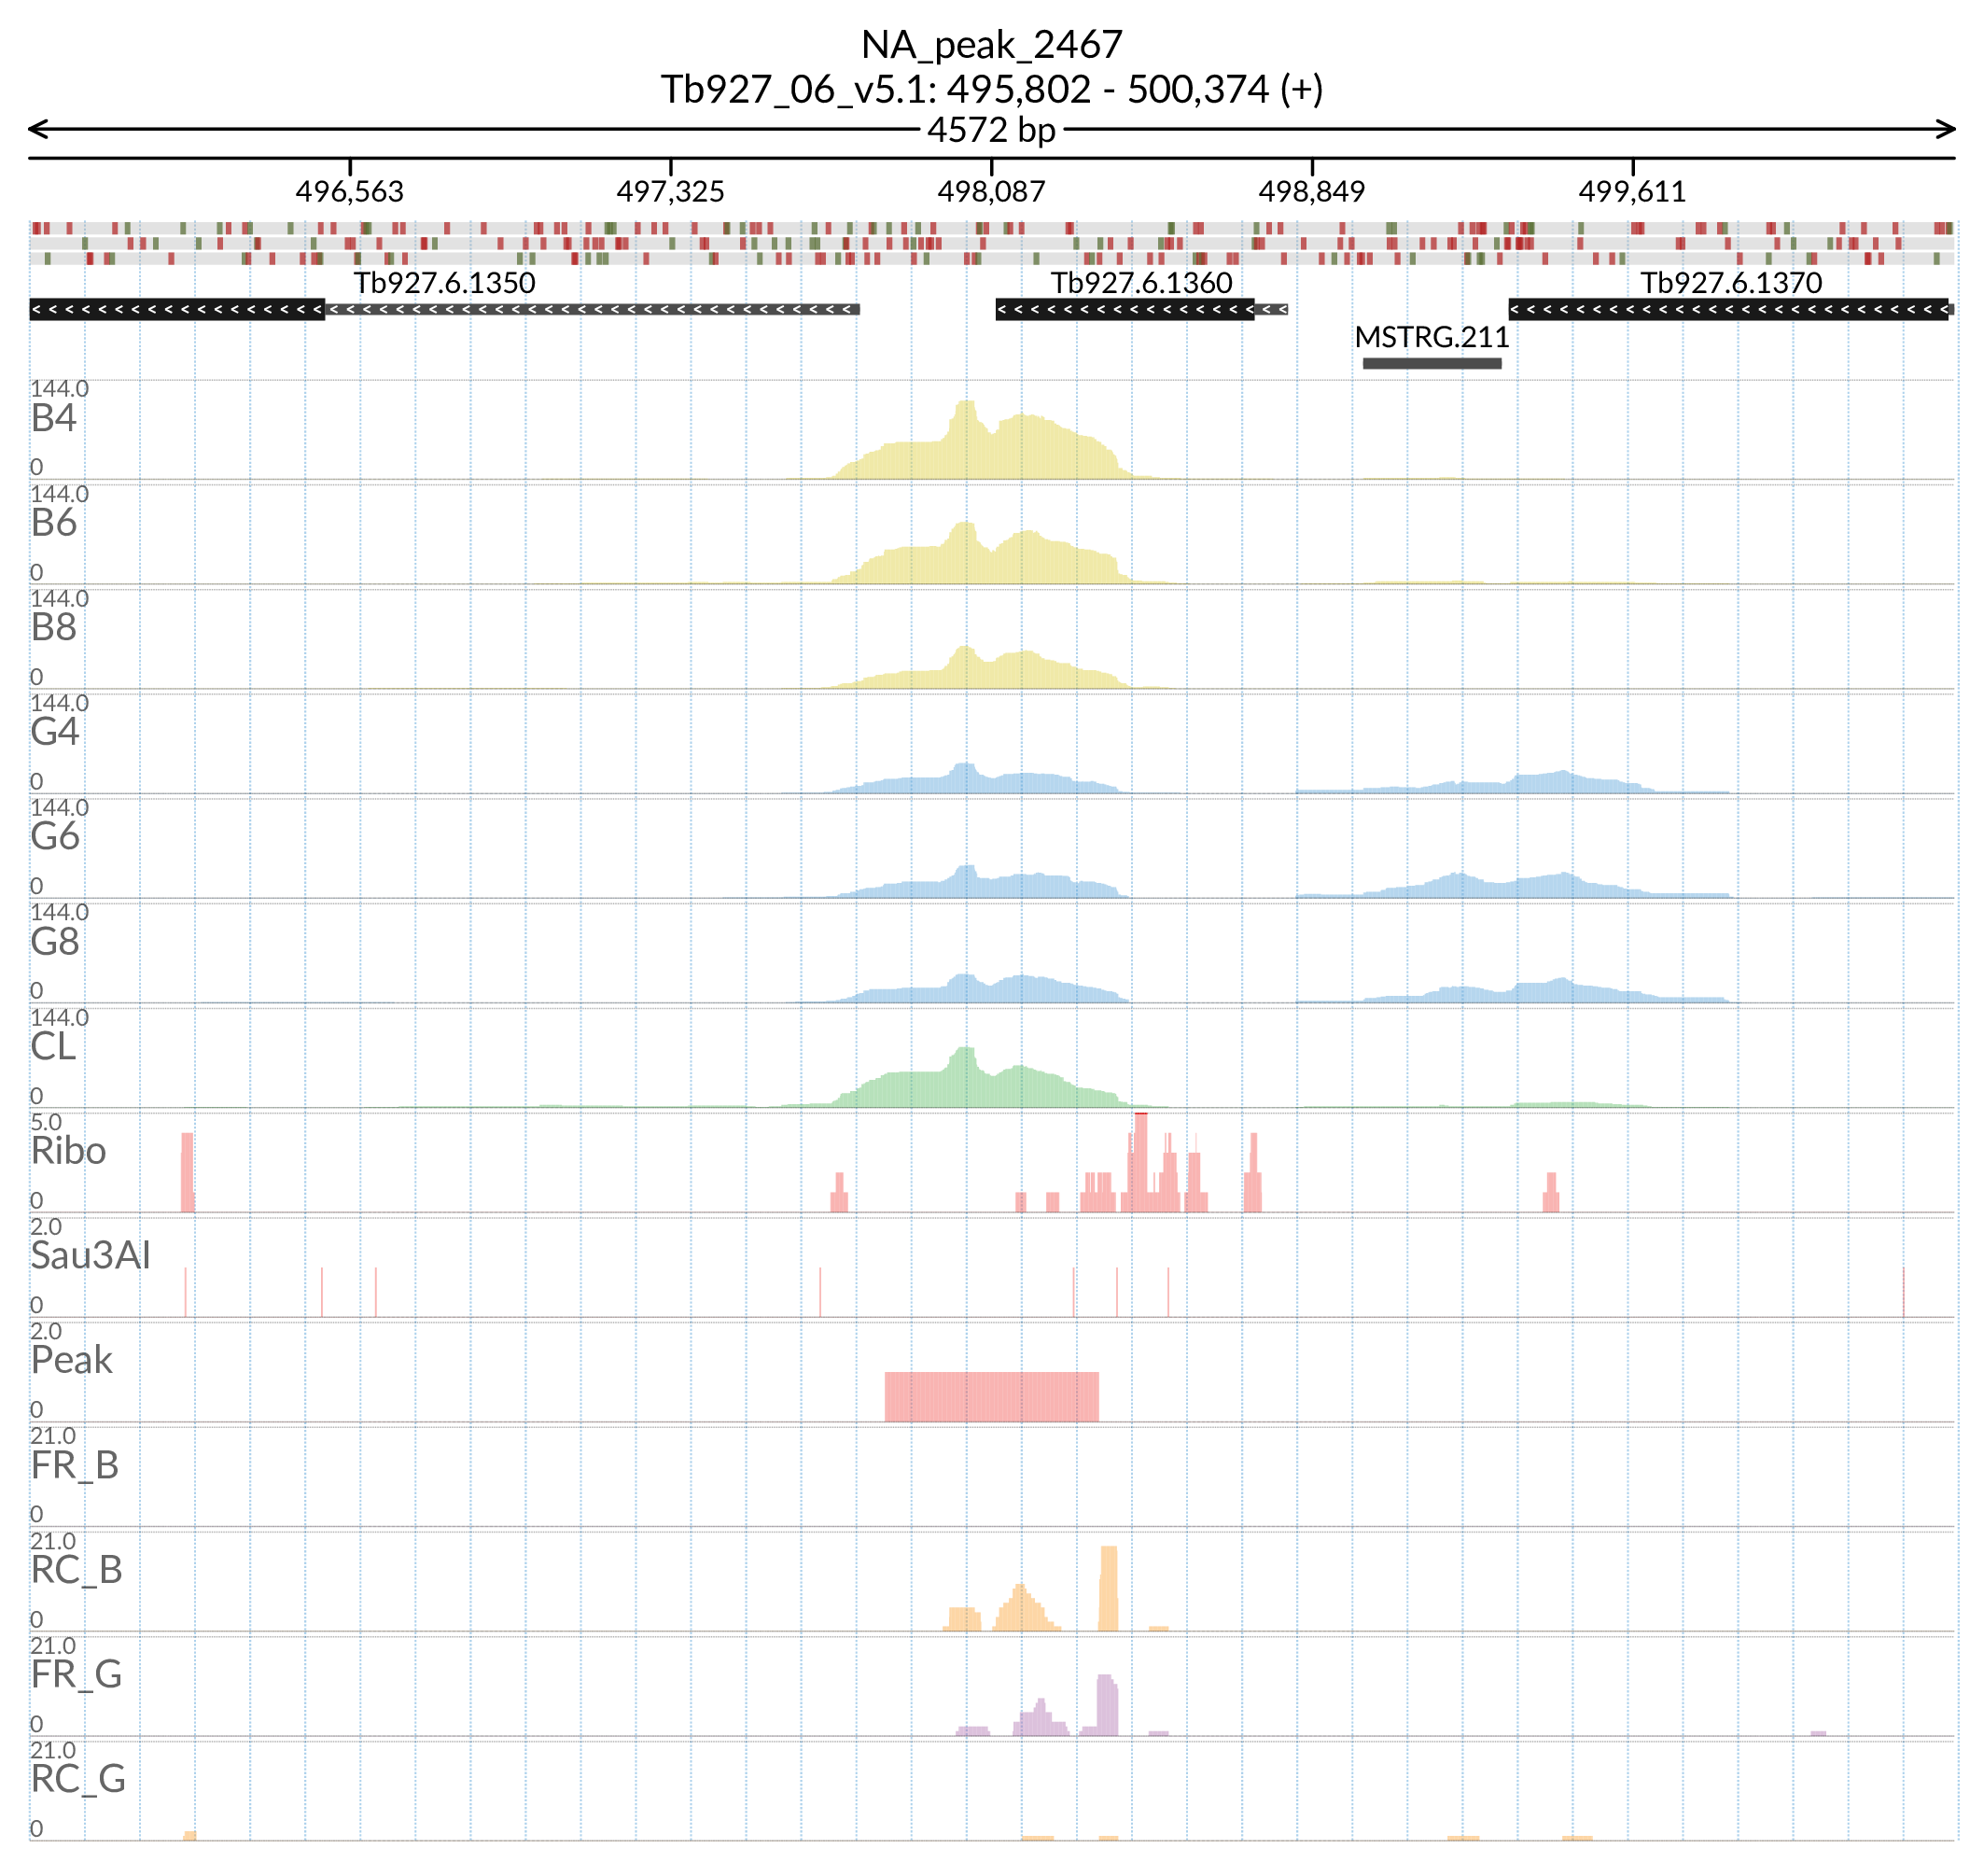 NA_peak_2467
Tb927_06_v5.1: 495,802 - 500,374 (+)
4572 bp
496,563 497,325 498,087 498,849 499,611
Tb927.6.1350 Tb927.6.1360 Tb927.6.1370
MSTRG.211
144.0
B4
0
144.0
B6
0
144.0
B8
0
144.0
G4
0
144.0
G6
0
144.0
G8
0
144.0
CL
0
5.0
Ribo
0
2.0
Sau3AI
0
2.0
Peak
0
21.0
FR_B
0
21.0
RC_B
0
21.0
FR_G
0
21.0
RC_G
0